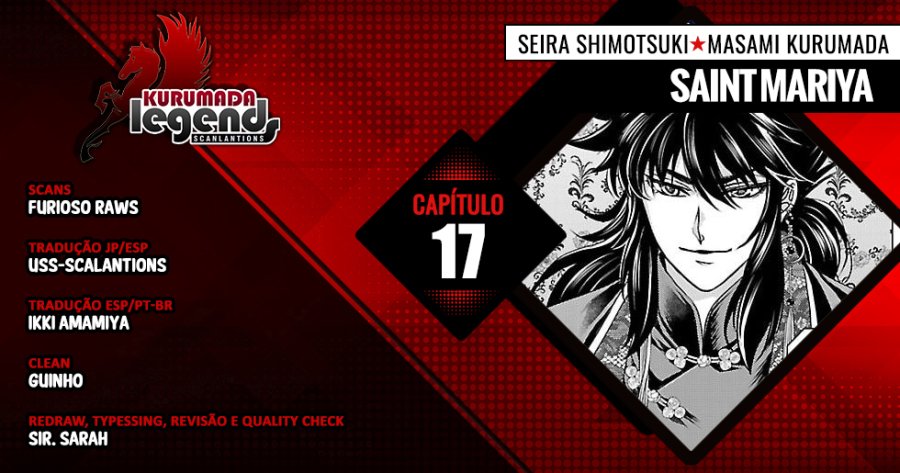 KURUMADA
legends
SCANLANTIONS
SEIRA SHIMOTSUKI★MASAMI KURUMADA
SAINT MARIYA
CAPÍTULO
17
SCANS
FURIOSO RAWS
TRADUÇÃO JP/ESP
USS-SCALANTIONS
TRADUÇÃO ESP/PT-BR
IKKI AMAMIYA
CLEAN
GUINHO
REDRAW, TYPESSING, REVISÃO E QUALITY CHECK
SIR. SARAH